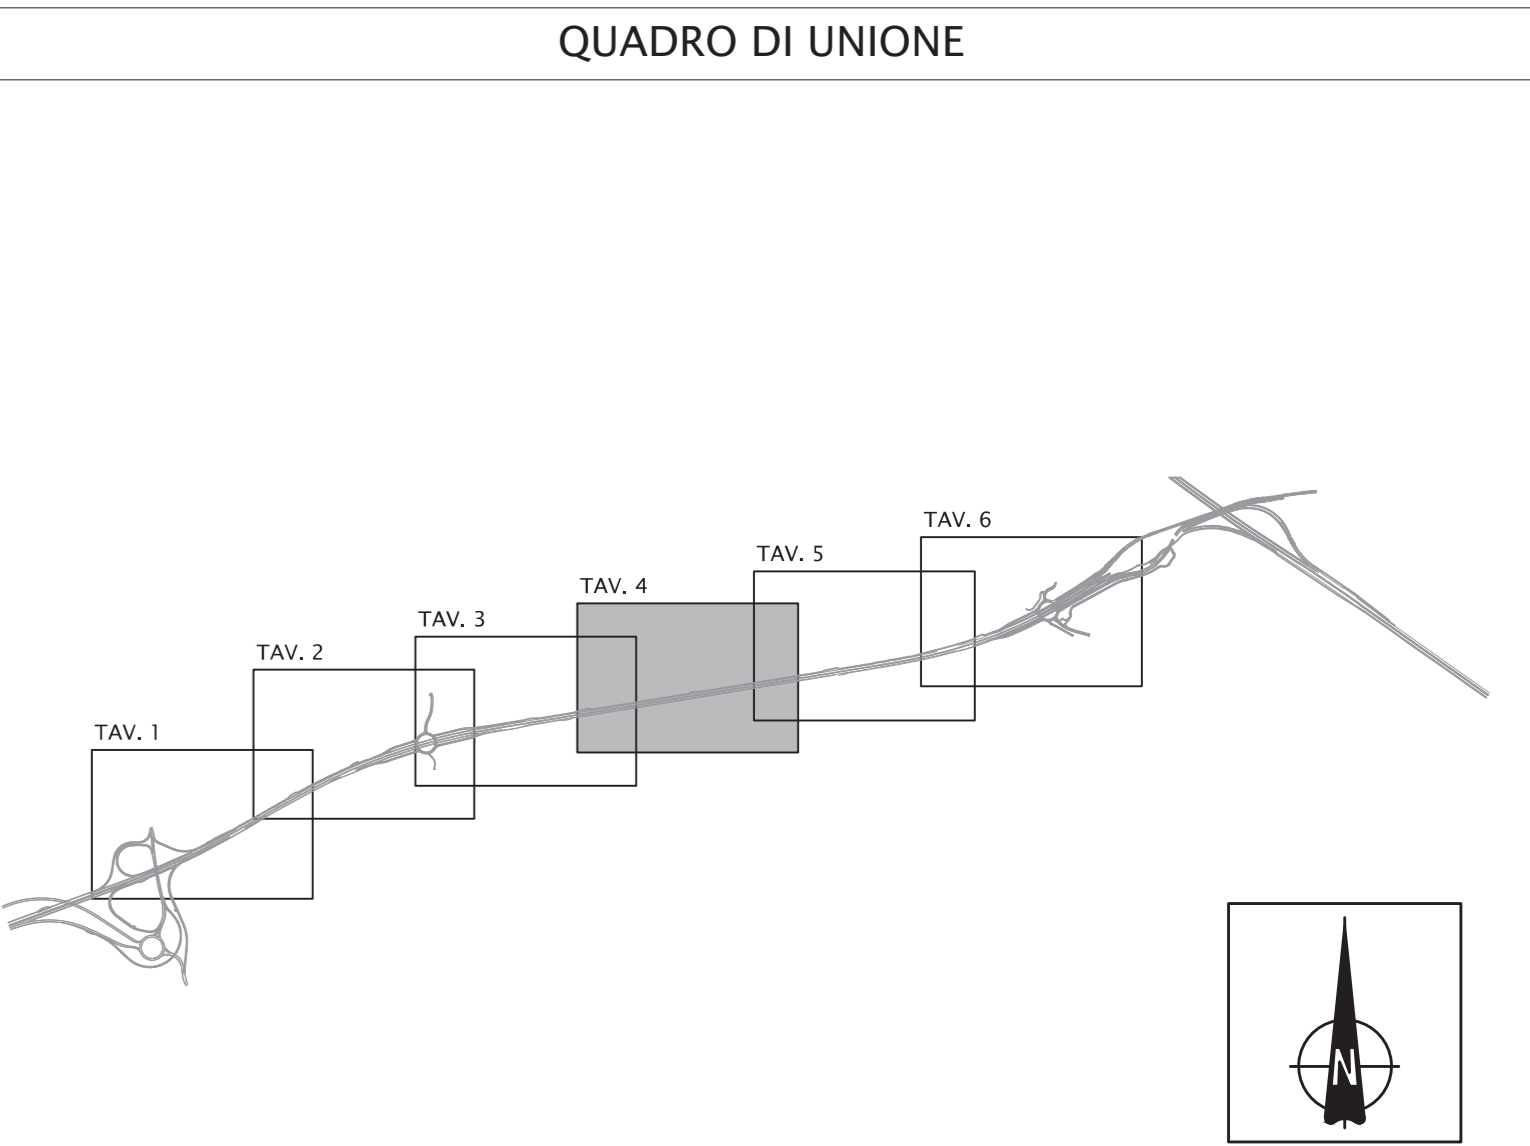 QUADRO DI UNIONE
TAV. 6
TAV. 5
TAV. 4
TAV. 3
TAV. 2
TAV. 1
N